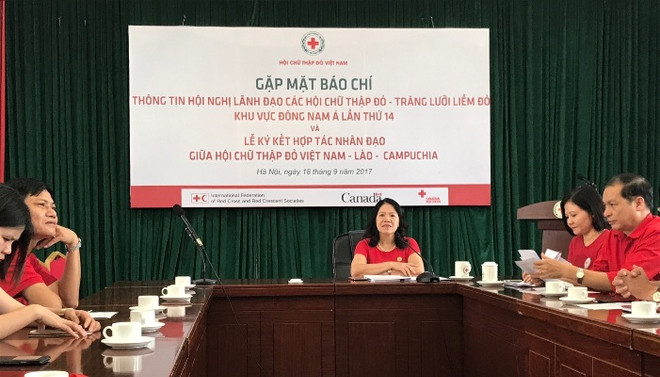 HỘI CHỮ THẬP ĐỎ VIỆT NAM
GẶP MẶT BÁO CHÍ
THÔNG TIN HỘI NGHỊ LÃNH ĐẠO CÁC HỘI CHỮ THẬP ĐỎ - TRĂNG LƯỠI LIỀM ĐỎ
KHU VỰC ĐÔNG NAM Á LẦN THỨ 14
VÀ
LỄ KÝ KẾT HỢP TÁC NHÂN ĐẠO
GIỮA HỘI CHỮ THẬP ĐỎ VIỆT NAM - LÀO - CAMPUCHIA
Hà Nội, ngày 18 tháng 9 năm 2017
International Federation
of Red Cross and Red Crescent Societies
Canada